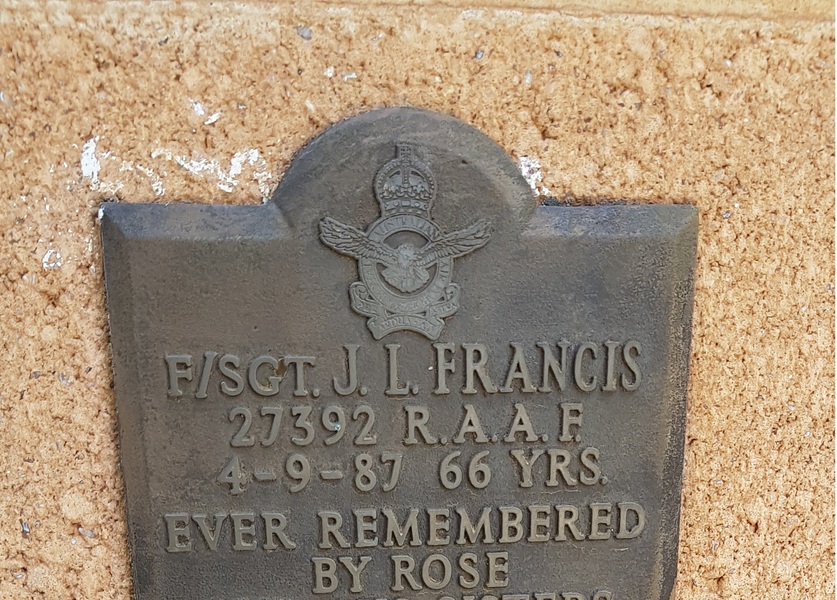 F/SGT. J. L. FRANCIS
27392 R.A.A.F.
4-9-87 66 YRS.
EVER REMEMBERED
BY ROSE